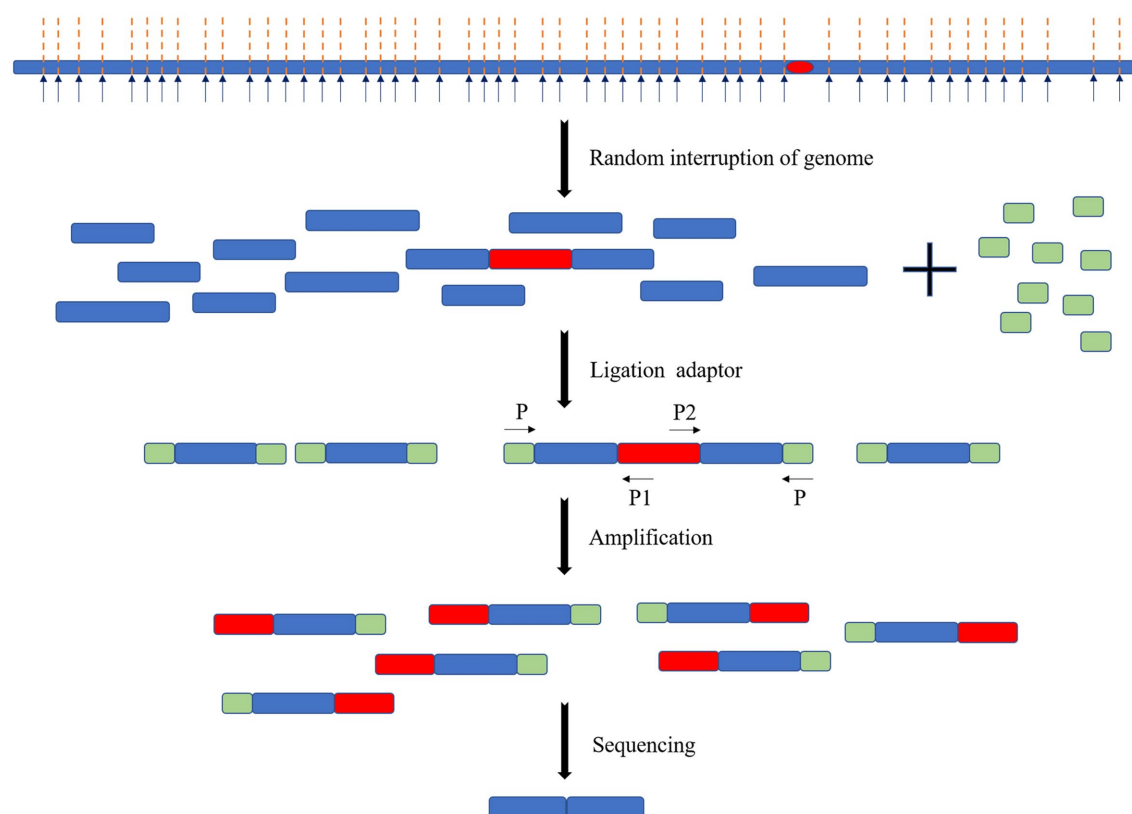 Random interruption of genome
Ligation adaptor
P
P2
P1
P
Amplification
Sequencing